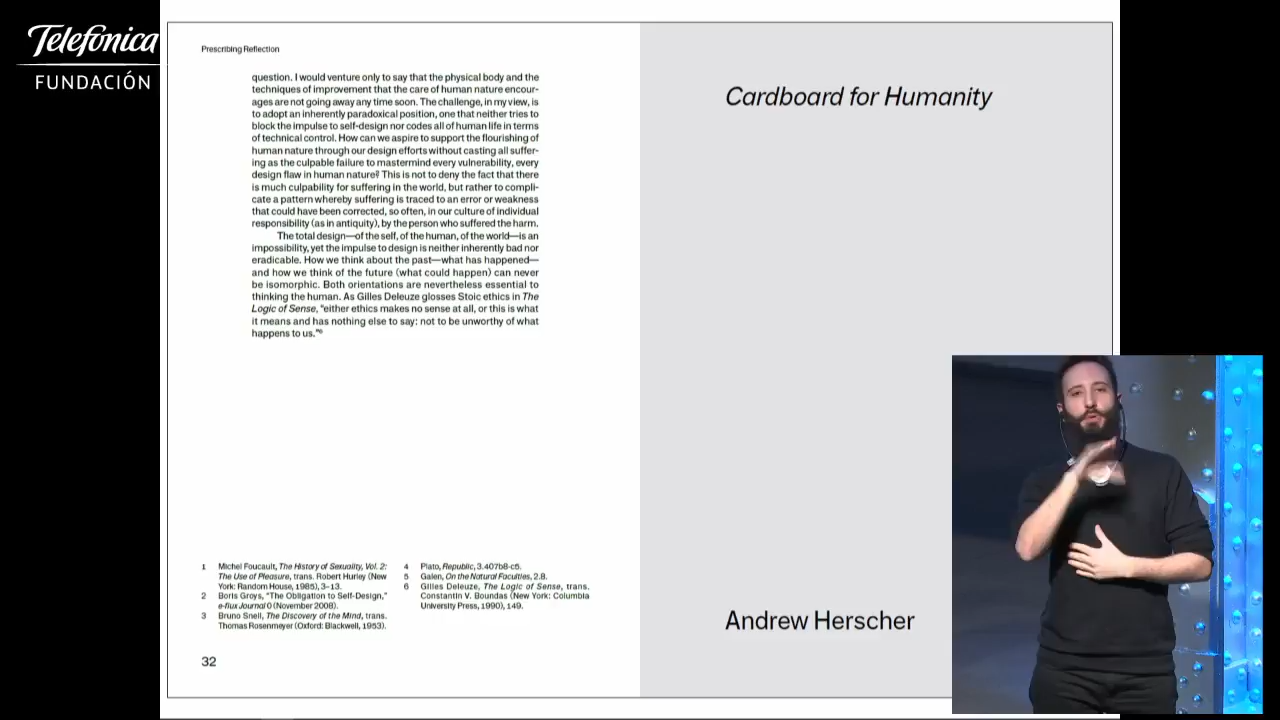 Telefónica
FUNDACIÓN
Prescribing Reflection
question. I would venture only to say that the physical body and the
techniques of improvement that the care of human nature encour-
ages are not going away any time soon. The challenge, in my view, is
to adopt an inherently paradoxical position, one that neither tries to
block the impulse to self-design nor codes all of human life in terms
of technical control. How can we aspire to support the flourishing of
human nature through our design efforts without casting all suffer-
ing as the culpable failure to mastermind every vulnerability, every
design flaw in human nature? This is not to deny the fact that there
is much culpability for suffering in the world, but rather to compli-
cate a pattern whereby suffering is traced to an error or weakness
that could have been corrected, so often, in our culture of individual
responsibility (as in antiquity), by the person who suffered the harm.
The total design—of the self, of the human, of the world—is an
impossibility, yet the impulse to design is neither inherently bad nor
eradicable. How we think about the past—what has happened—
and how we think of the future (what could happen) can never
be isomorphic. Both orientations are nevertheless essential to
thinking the human. As Gilles Deleuze glosses Stoic ethics in The
Logic of Sense, “either ethics makes no sense at all, or this is what
it means and has nothing else to say: not to be unworthy of what
happens to us.”6
1 Michel Foucault, The History of Sexuality, Vol. 2:
The Use of Pleasure, trans. Robert Hurley (New
York: Random House, 1985), 3–13.
2 Boris Groys, “The Obligation to Self-Design,”
e-flux Journal 0 (November 2008).
3 Bruno Snell, The Discovery of the Mind, trans.
Thomas Rosenmeyer (Oxford: Blackwell, 1953).
4 Plato, Republic, 3.407b8-c5.
5 Galen, On the Natural Faculties, 2.8.
6 Gilles Deleuze, The Logic of Sense, trans.
Constantin V. Boundas (New York: Columbia
University Press, 1990), 149.
32
Cardboard for Humanity
Andrew Herscher